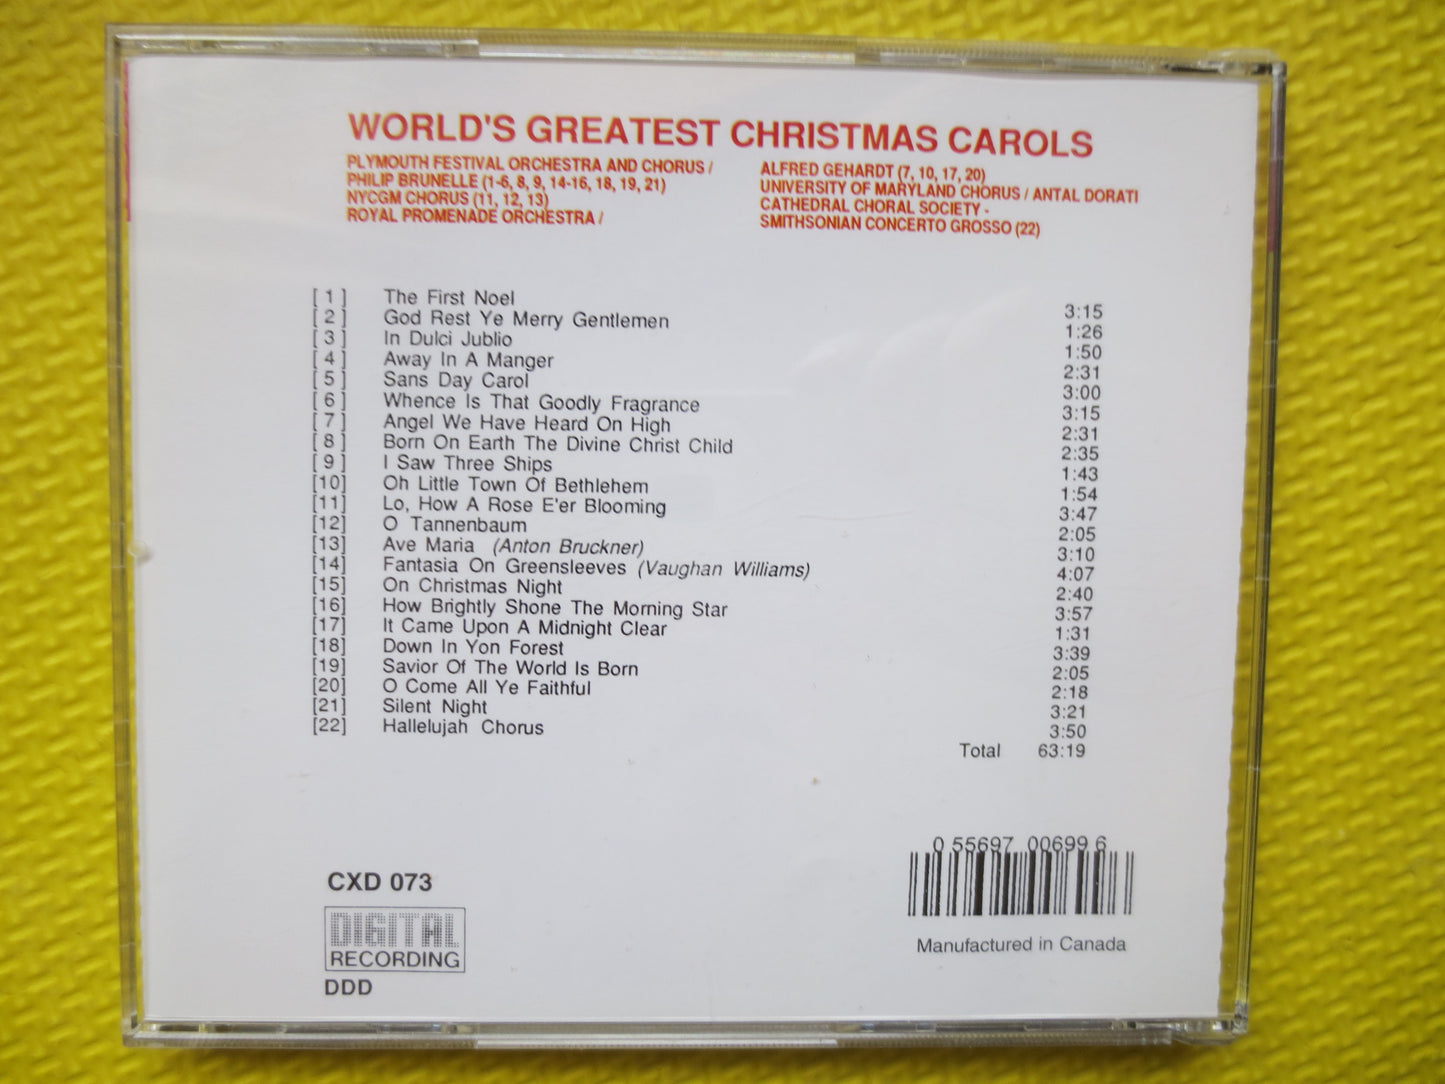 WORLD'S GREATEST CHRISTMAS CAROLS
PLYMOUTH FESTIVAL ORCHESTRA AND CHORUS /
PHILIP BRUNELLE (1-6, 8, 9, 14-16, 18, 19, 21)
NYCGM CHORUS (11, 12, 13)
ROYAL PROMENADE ORCHESTRA /
ALFRED GEHARDT (7, 10, 17, 20)
UNIVERSITY OF MARYLAND CHORUS / ANTAL DORATI
CATHEDRAL CHORAL SOCIETY -
SMITHSONIAN CONCERTO GROSSO (22)
[ 1 ] The First Noel 3:15
[ 2 ] God Rest Ye Merry Gentlemen 1:26
[ 3 ] In Dulci Jublio 1:50
[ 4 ] Away In A Manger 2:31
[ 5 ] Sans Day Carol 3:00
[ 6 ] Whence Is That Goodly Fragrance 3:15
[ 7 ] Angel We Have Heard On High 2:31
[ 8 ] Born On Earth The Divine Christ Child 2:35
[ 9 ] I Saw Three Ships 1:43
[10] Oh Little Town Of Bethlehem 1:54
[11] Lo, How A Rose E'er Blooming 3:47
[12] O Tannenbaum 2:05
[13] Ave Maria (Anton Bruckner) 3:10
[14] Fantasia On Greensleeves (Vaughan Williams) 4:07
[15] On Christmas Night 2:40
[16] How Brightly Shone The Morning Star 3:57
[17] It Came Upon A Midnight Clear 1:31
[18] Down In Yon Forest 3:39
[19] Savior Of The World Is Born 2:05
[20] O Come All Ye Faithful 2:18
[21] Silent Night 3:21
[22] Hallelujah Chorus 3:50
Total 63:19
CXD 073
DIGITAL
RECORDING
DDD
0 55697 00699 6
Manufactured in Canada